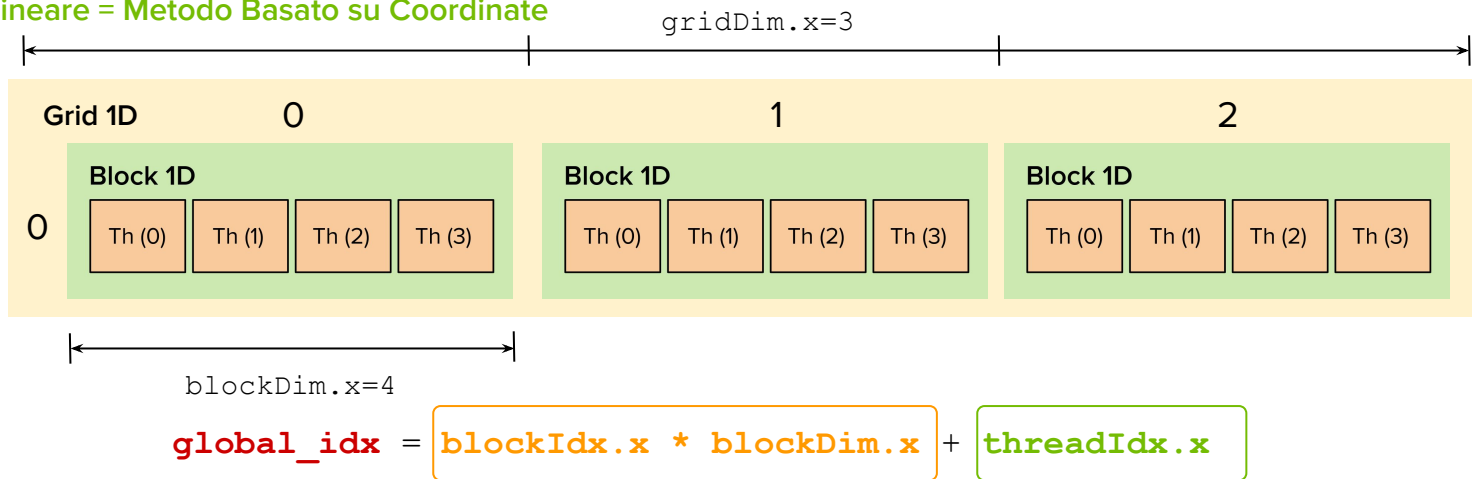 ineare = Metodo Basato su Coordinate
gridDim.x=3
Grid 1D 0 1 2
Block 1D Block 1D Block 1D
0 Th (0) Th (1) Th (2) Th (3) Th (0) Th (1) Th (2) Th (3) Th (0) Th (1) Th (2) Th (3)
blockDim.x=4
global_idx = blockIdx.x * blockDim.x + threadIdx.x